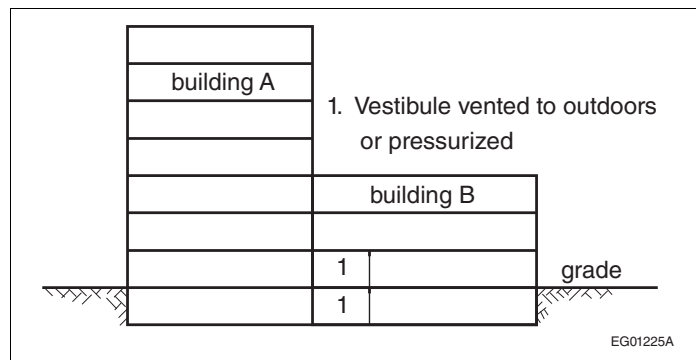 building A
1. Vestibule vented to outdoors
or pressurized
building B
1
grade
1
EG01225A